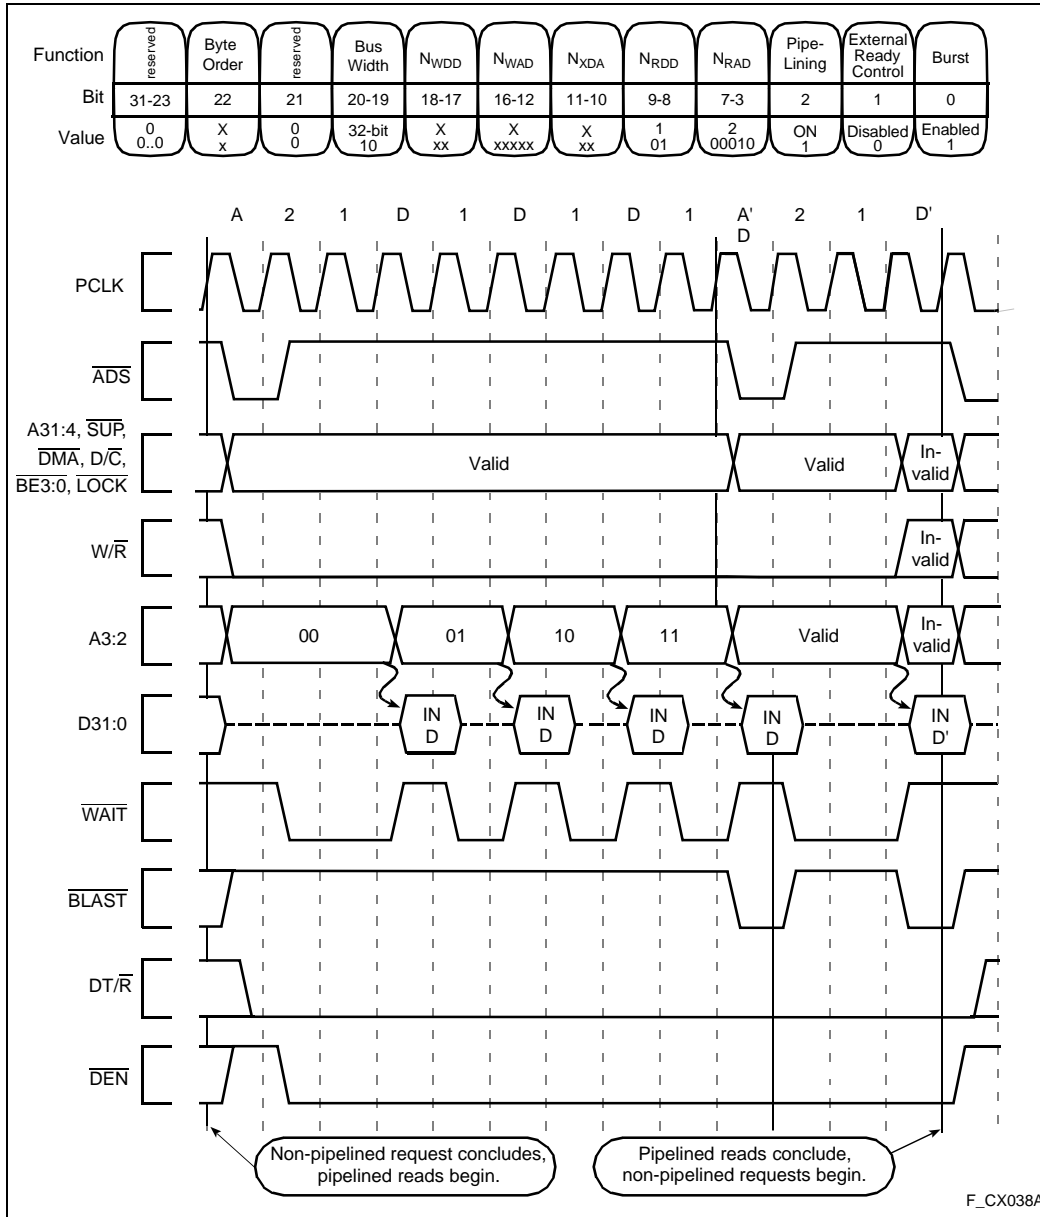 Function reserved Byte Order reserved Bus Width NWDD NWAD NXDA NRDD NRAD Pipe-Lining External Ready Control Burst
Bit 31-23 22 21 20-19 18-17 16-12 11-10 9-8 7-3 2 1 0
Value 0 X 0 32-bit X X X 1 2 ON Disabled Enabled
0..0 x 0 10 xx xxxxx xx 01 00010 1 0 1
A 2 1 D 1 D 1 D 1 A' 2 1 D'
D
PCLK
ADS
A31:4, SUP,
DMA, D/C,
BE3:0, LOCK
Valid Valid In-
valid
W/R In-
valid
A3:2 00 01 10 11 Valid In-
valid
D31:0 IN IN IN IN IN
D D D D D'
WAIT
BLAST
DT/R
DEN
Non-pipelined request concludes,
pipelined reads begin.
Pipelined reads conclude,
non-pipelined requests begin.
F_CX038A